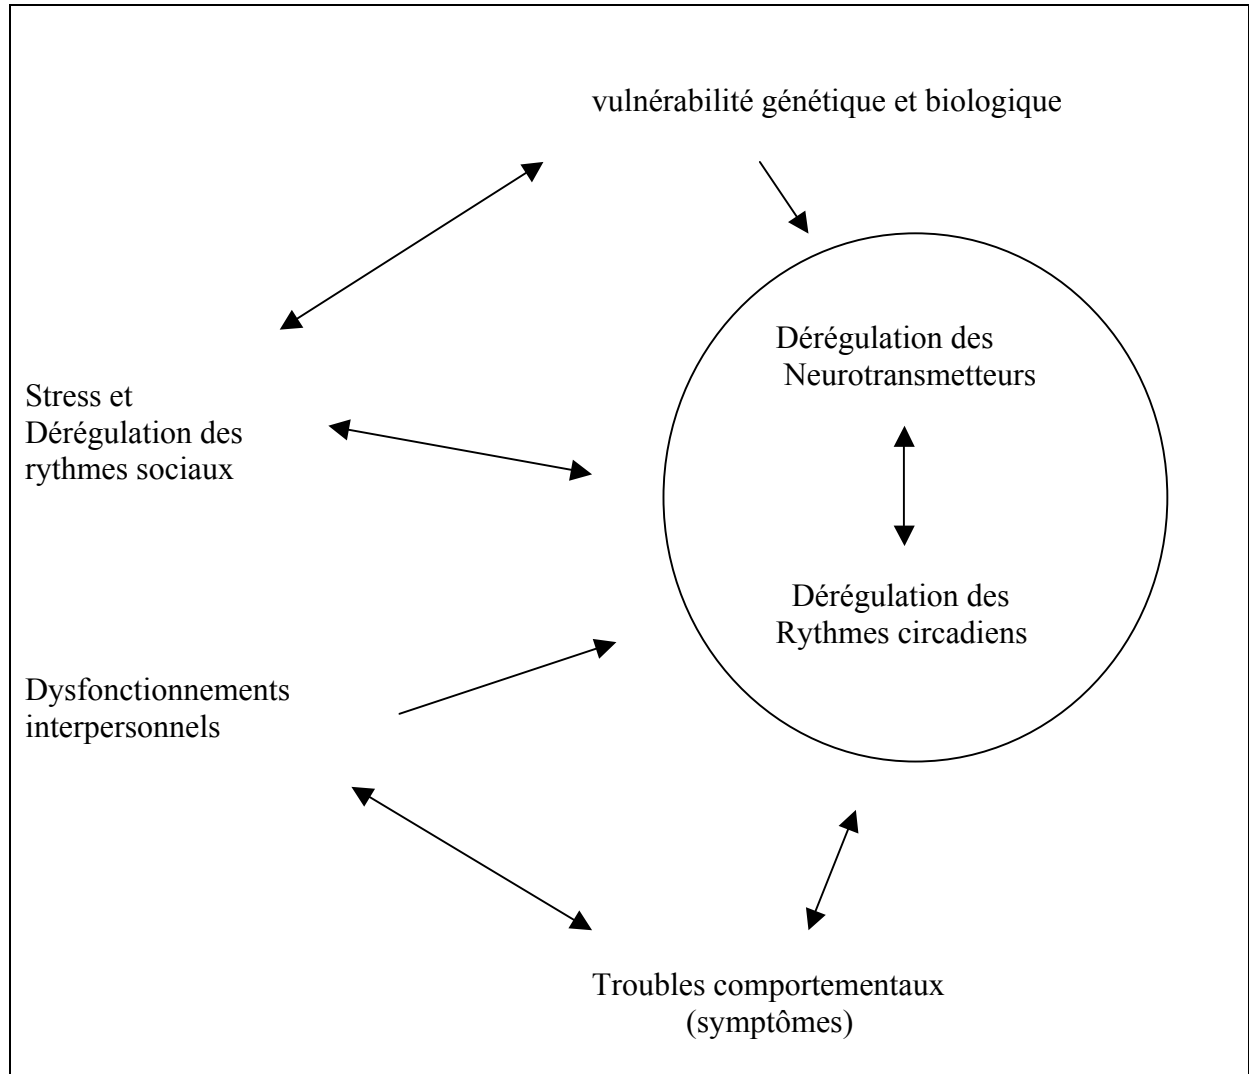 vulnérabilité génétique et biologique
Dérégulation des
Neurotransmetteurs
Stress et
Dérégulation des
rythmes sociaux
Dérégulation des
Rythmes circadiens
Dysfonctionnements
interpersonnels
Troubles comportementaux
(symptômes)